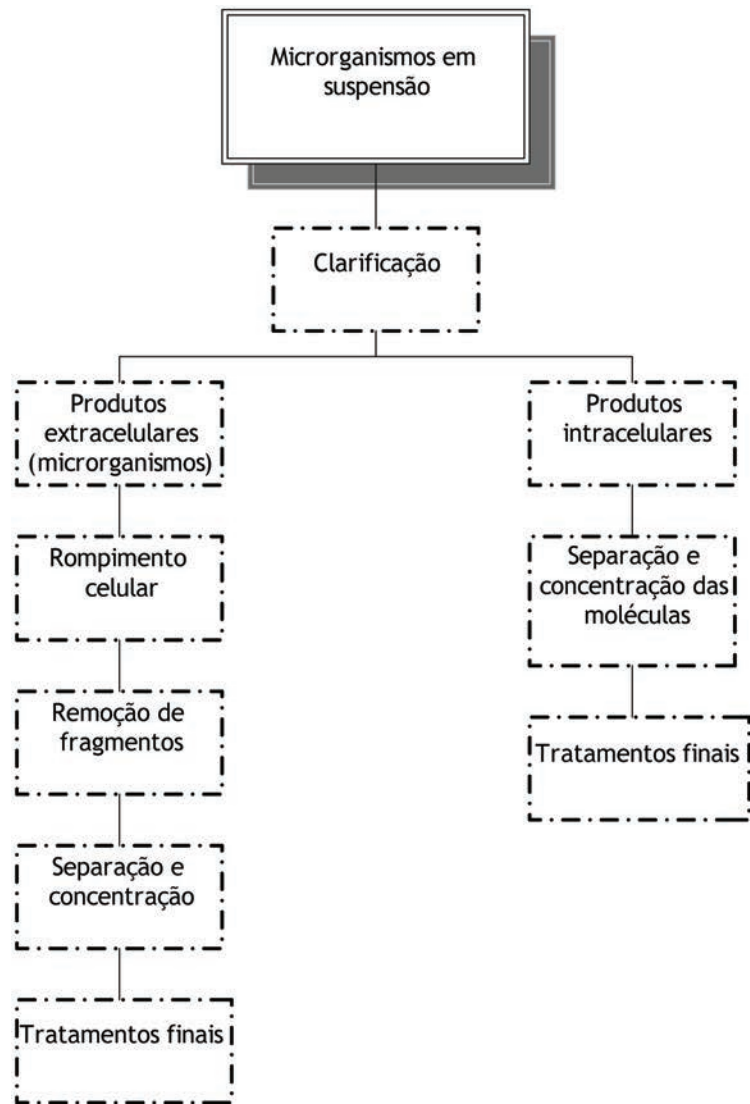 Microrganismos em
suspensão
Clarificação
Produtos
extracelulares
(microrganismos)
Rompimento
celular
Remoção de
fragmentos
Separação e
concentração
Tratamentos finais
Produtos
intracelulares
Separação e
concentração das
moléculas
Tratamentos finais